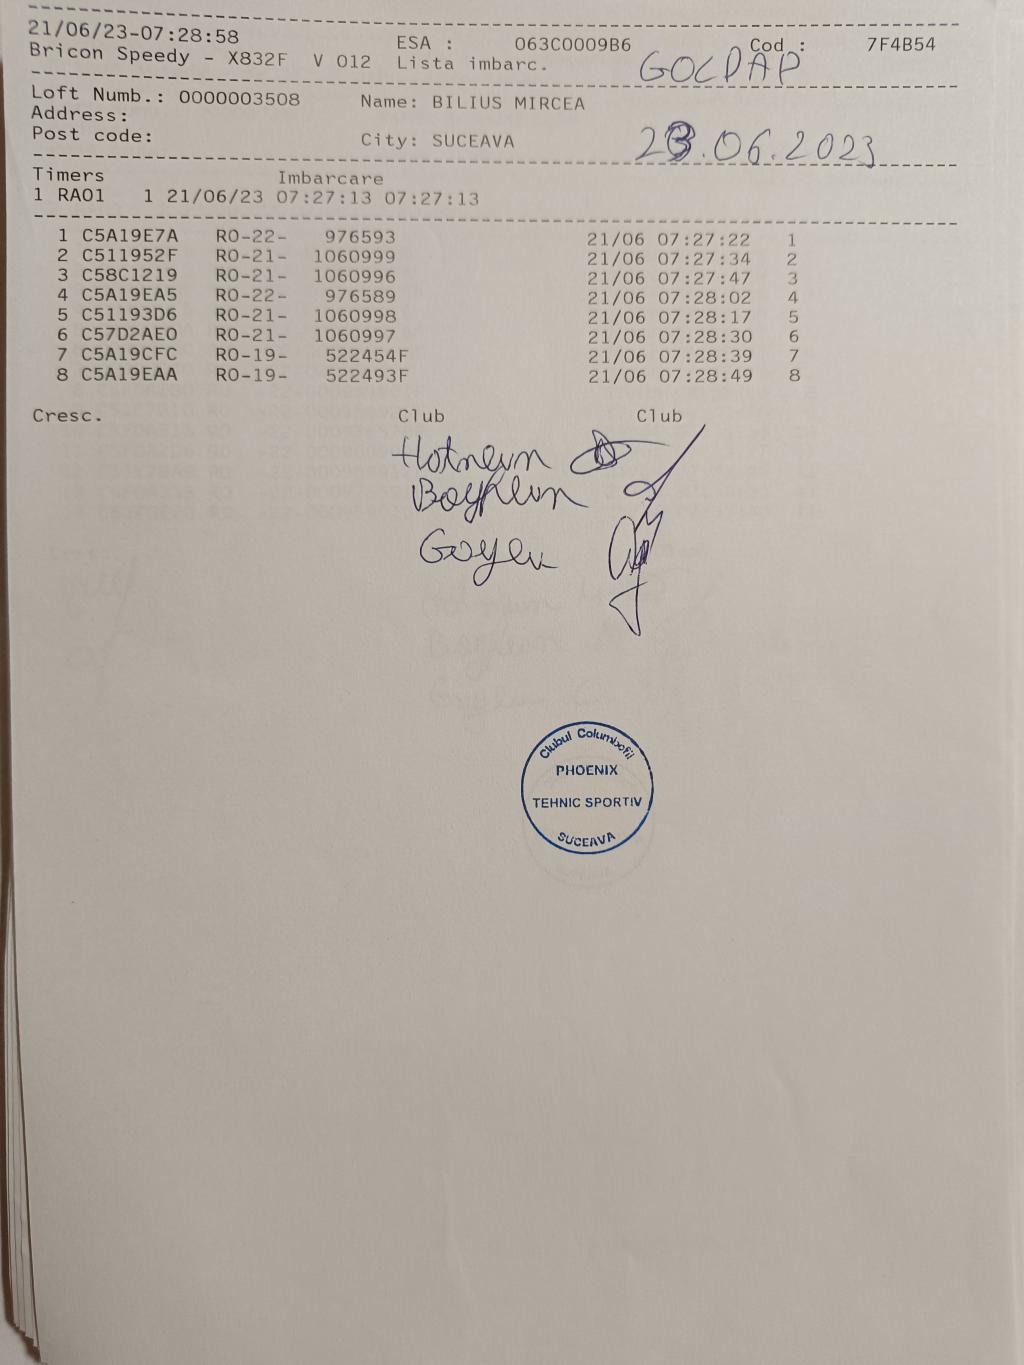 21/06/23-07:28:58 ESA : 063C0009B6 Cod : 7F4B54
Bricon Speedy - X832F V 012 Lista imbarc. GOLDAP
Loft Numb.: 0000003508 Name: BILIUS MIRCEA
Address:
Post code: City: SUCEAVA 23.06.2023
Timers Imbarcare
1 RA01 1 21/06/23 07:27:13 07:27:13
1 C5A19E7A RO-22- 976593 21/06 07:27:22 1
2 C511952F RO-21- 1060999 21/06 07:27:34 2
3 C58C1219 RO-21- 1060996 21/06 07:27:47 3
4 C5A19EA5 RO-22- 976589 21/06 07:28:02 4
5 C51193D6 RO-21- 1060998 21/06 07:28:17 5
6 C57D2AE0 RO-21- 1060997 21/06 07:28:30 6
7 C5A19CFC RO-19- 522454F 21/06 07:28:39 7
8 C5A19EAA RO-19- 522493F 21/06 07:28:49 8
Cresc. Club Club
Clubul Columbofil
PHOENIX
TEHNIC SPORTIV
SUCEAVA